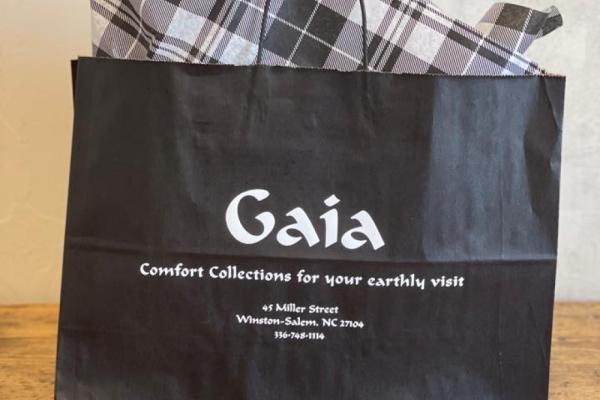 Gaia
Comfort Collections for your earthly visit
45 Miller Street
Winston-Salem, NC 27104
336-748-1114